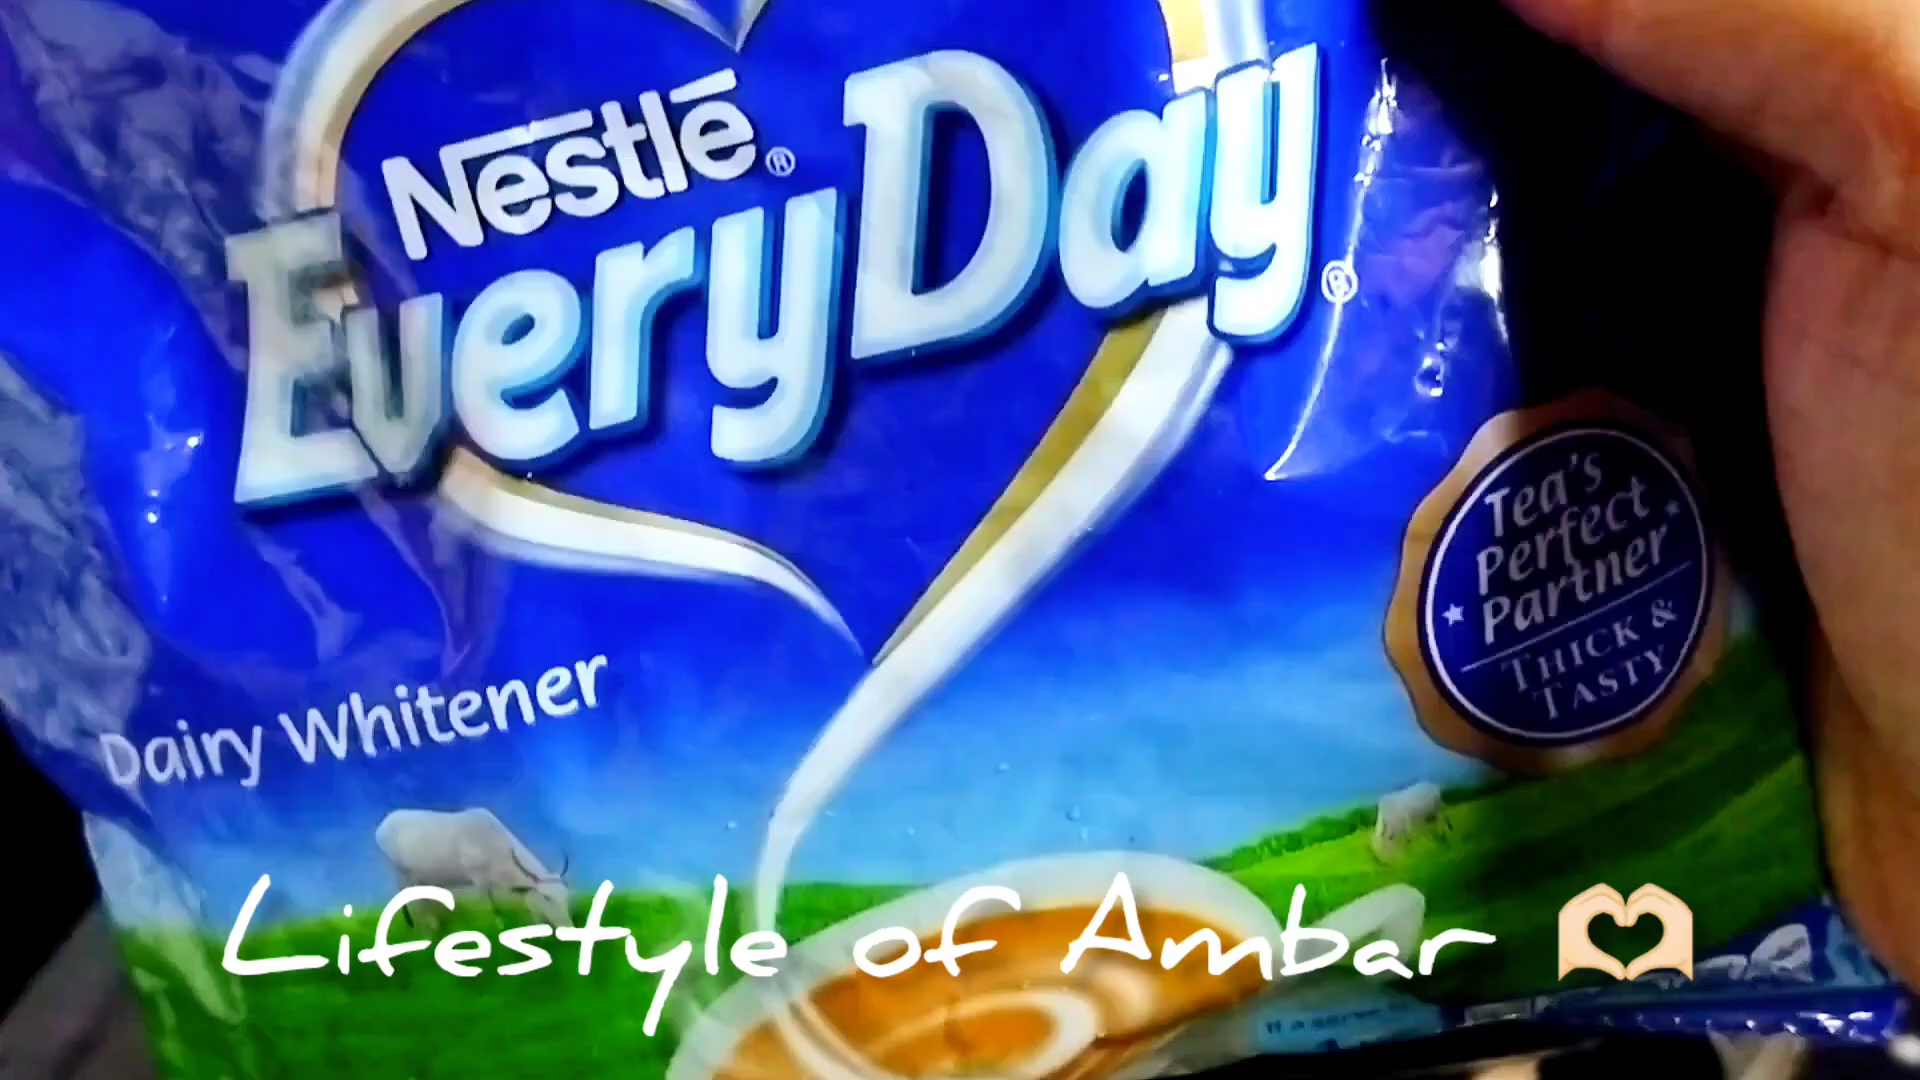 Nestlé®
EveryDay®
Tea's
Perfect
Partner
THICK &
TASTY
Dairy Whitener
Lifestyle of Ambar 🫶🏻